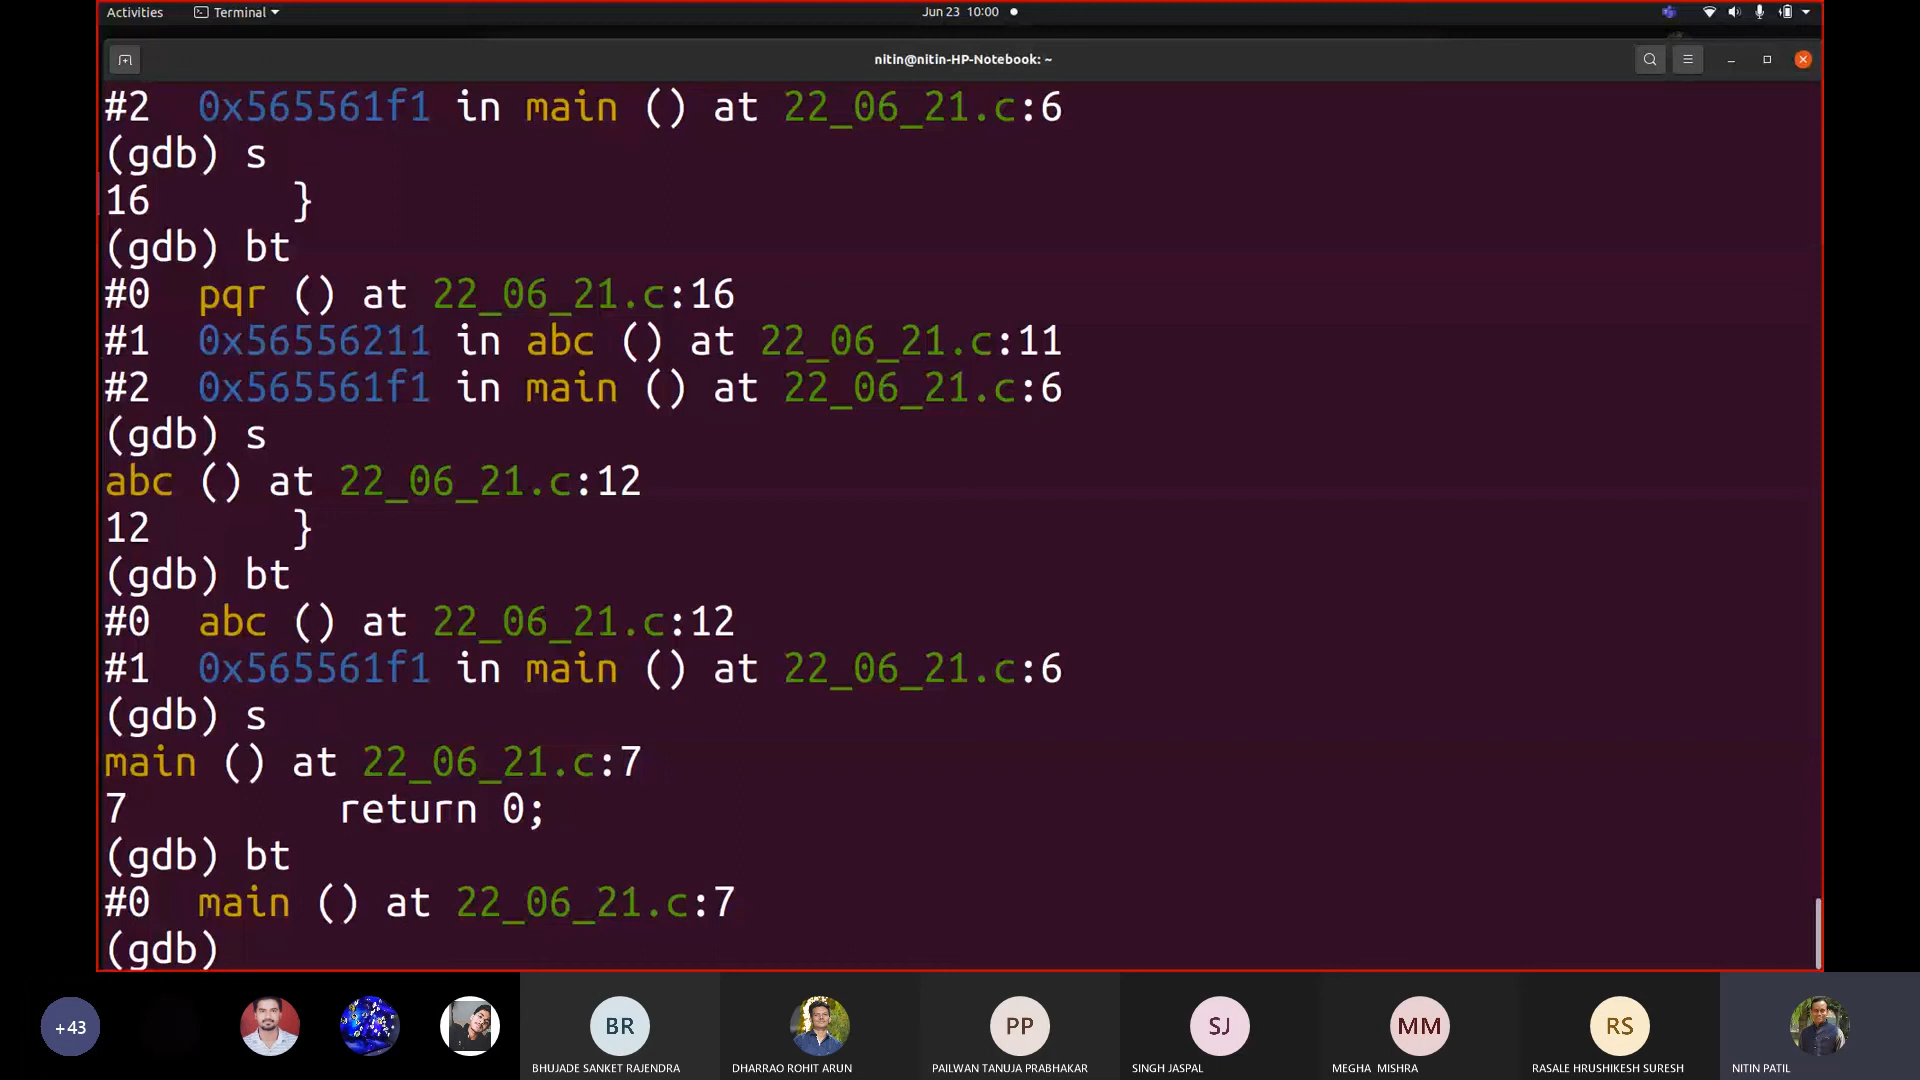 Activities Terminal Jun 23 10:00
nitin@nitin-HP-Notebook: ~
#2 0x565561f1 in main () at 22_06_21.c:6
(gdb) s
16 }
(gdb) bt
#0 pqr () at 22_06_21.c:16
#1 0x56556211 in abc () at 22_06_21.c:11
#2 0x565561f1 in main () at 22_06_21.c:6
(gdb) s
abc () at 22_06_21.c:12
12 }
(gdb) bt
#0 abc () at 22_06_21.c:12
#1 0x565561f1 in main () at 22_06_21.c:6
(gdb) s
main () at 22_06_21.c:7
7 return 0;
(gdb) bt
#0 main () at 22_06_21.c:7
(gdb)
+43 BR PP SJ MM RS
BHUJADE SANKET RAJENDRA DHARRAO ROHIT ARUN PAILWAN TANUJA PRABHAKAR SINGH JASPAL MEGHA MISHRA RASALE HRUSHIKESH SURESH NITIN PATIL